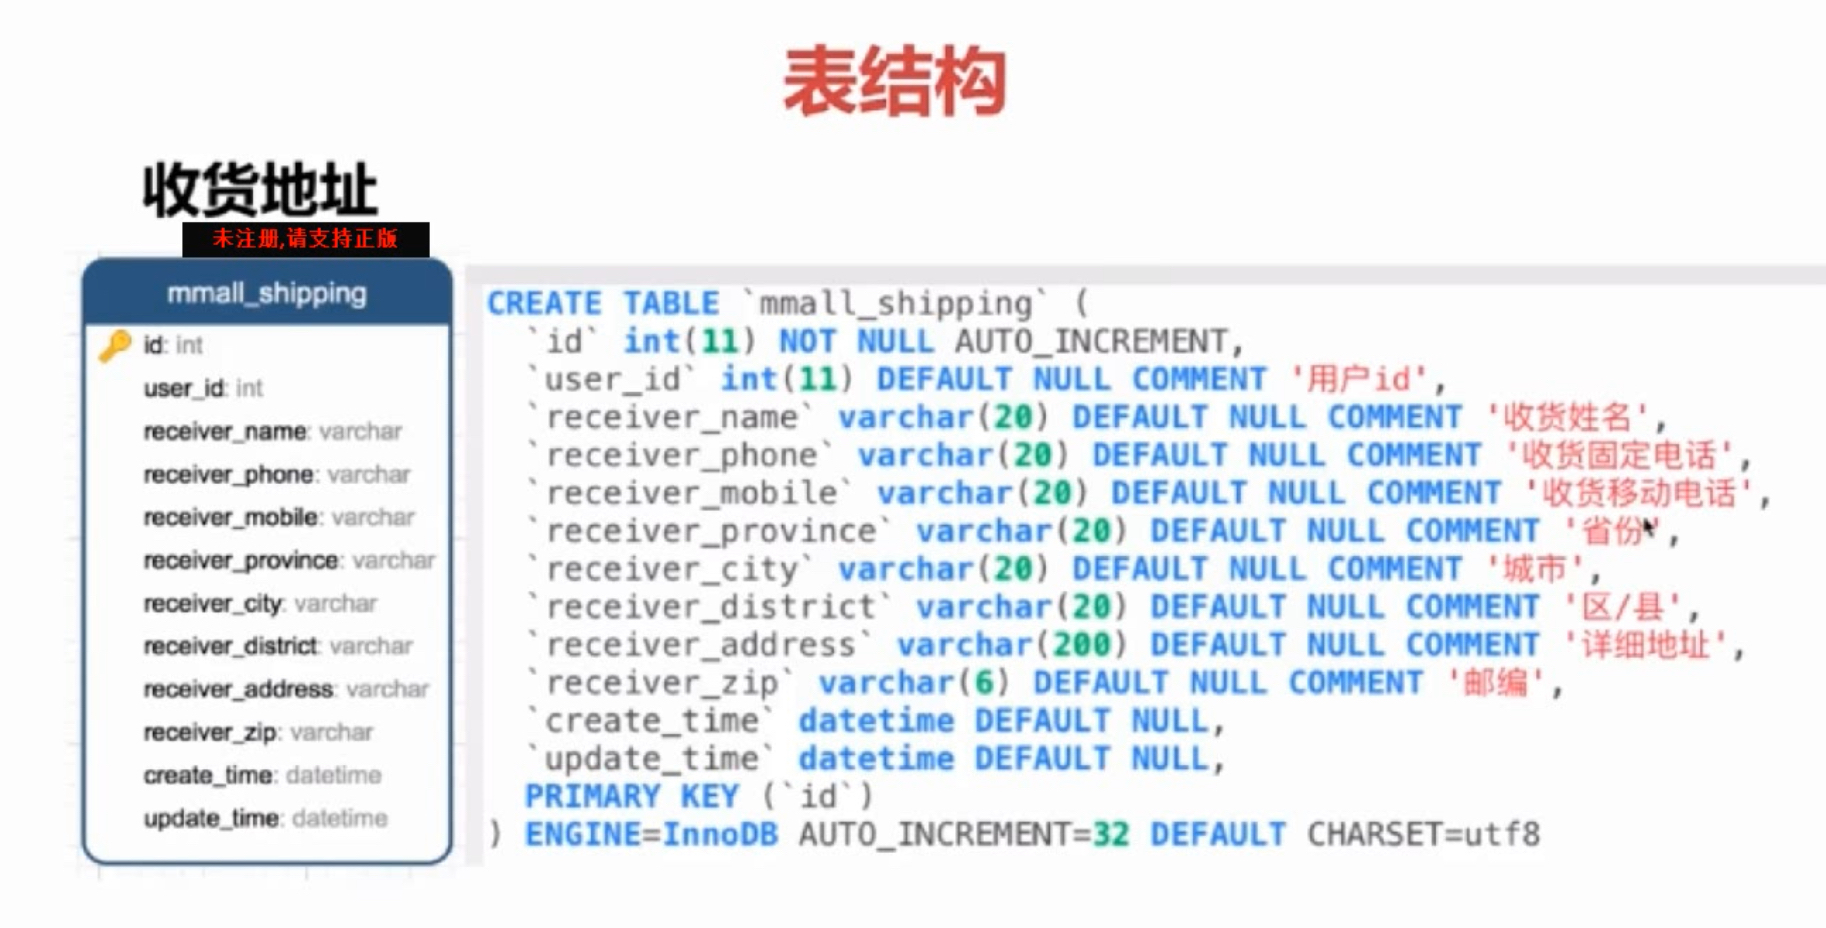 表结构
收货地址
未注册,请支持正版
mmall_shipping
id: int
user_id: int
receiver_name: varchar
receiver_phone: varchar
receiver_mobile: varchar
receiver_province: varchar
receiver_city: varchar
receiver_district: varchar
receiver_address: varchar
receiver_zip: varchar
create_time: datetime
update_time: datetime
CREATE TABLE `mmall_shipping` (
`id` int(11) NOT NULL AUTO_INCREMENT,
`user_id` int(11) DEFAULT NULL COMMENT '用户id',
`receiver_name` varchar(20) DEFAULT NULL COMMENT '收货姓名',
`receiver_phone` varchar(20) DEFAULT NULL COMMENT '收货固定电话',
`receiver_mobile` varchar(20) DEFAULT NULL COMMENT '收货移动电话',
`receiver_province` varchar(20) DEFAULT NULL COMMENT '省份',
`receiver_city` varchar(20) DEFAULT NULL COMMENT '城市',
`receiver_district` varchar(20) DEFAULT NULL COMMENT '区/县',
`receiver_address` varchar(200) DEFAULT NULL COMMENT '详细地址',
`receiver_zip` varchar(6) DEFAULT NULL COMMENT '邮编',
`create_time` datetime DEFAULT NULL,
`update_time` datetime DEFAULT NULL,
PRIMARY KEY (`id`)
) ENGINE=InnoDB AUTO_INCREMENT=32 DEFAULT CHARSET=utf8